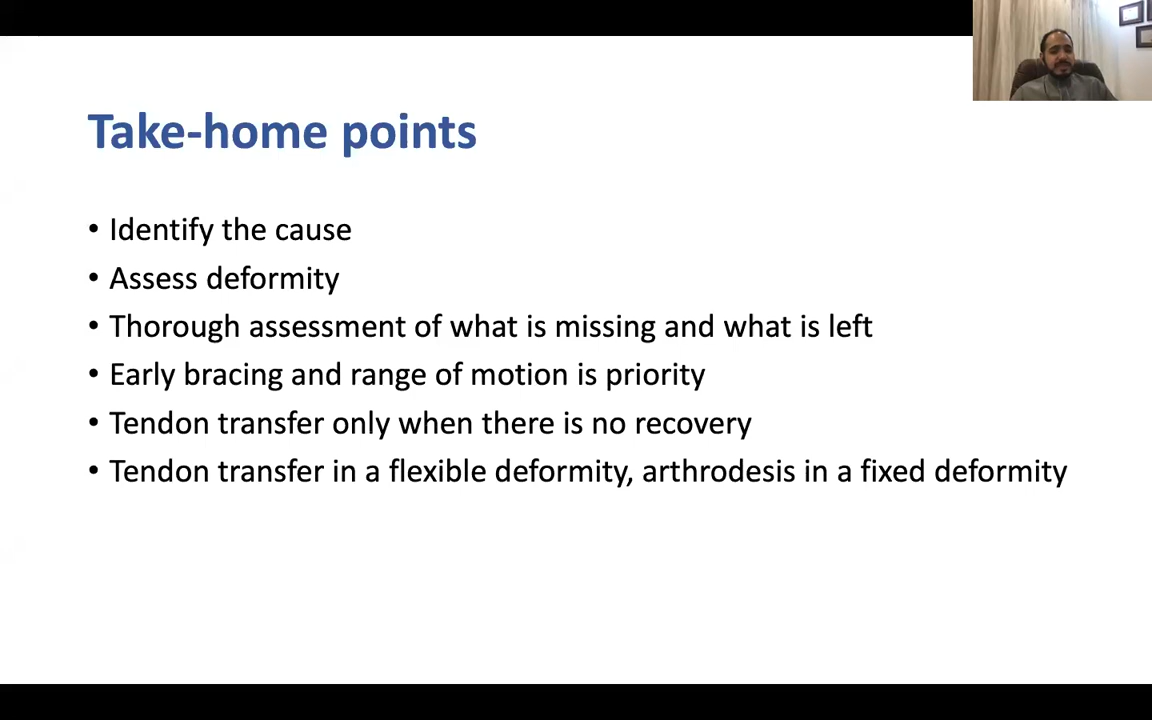 Take-home points
• Identify the cause
• Assess deformity
• Thorough assessment of what is missing and what is left
• Early bracing and range of motion is priority
• Tendon transfer only when there is no recovery
• Tendon transfer in a flexible deformity, arthrodesis in a fixed deformity